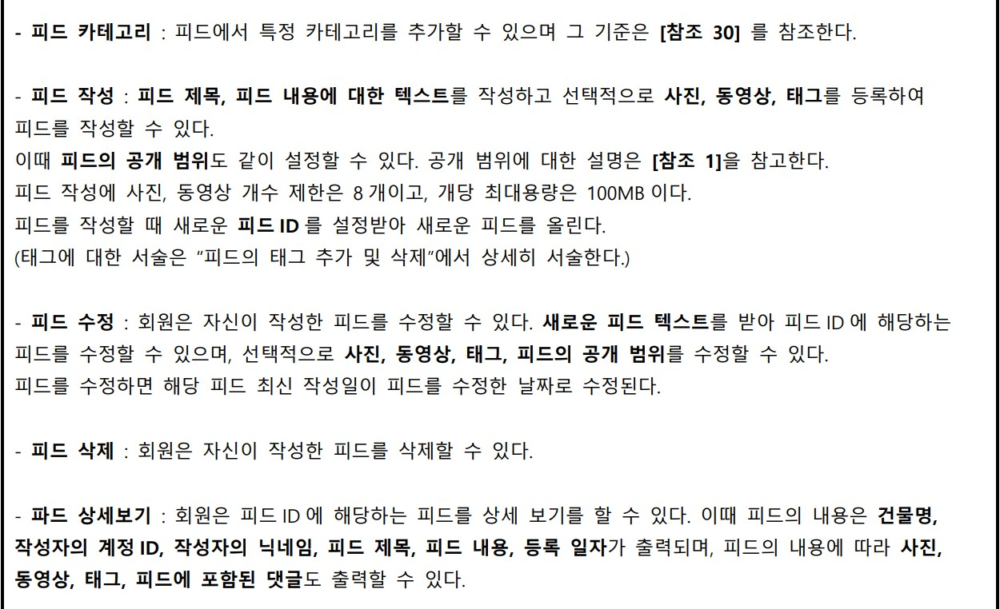 - 피드 카테고리 : 피드에서 특정 카테고리를 추가할 수 있으며 그 기준은 [참조 30] 를 참조한다.
- 피드 작성 : 피드 제목, 피드 내용에 대한 텍스트를 작성하고 선택적으로 사진, 동영상, 태그를 등록하여
피드를 작성할 수 있다.
이때 피드의 공개 범위도 같이 설정할 수 있다. 공개 범위에 대한 설명은 [참조 1]을 참고한다.
피드 작성에 사진, 동영상 개수 제한은 8개이고, 개당 최대용량은 100MB이다.
피드를 작성할 때 새로운 피드ID를 설정받아 새로운 피드를 올린다.
(태그에 대한 서술은 “피드의 태그 추가 및 삭제”에서 상세히 서술한다.)
- 피드 수정 : 회원은 자신이 작성한 피드를 수정할 수 있다. 새로운 피드 텍스트를 받아 피드ID에 해당하는
피드를 수정할 수 있으며, 선택적으로 사진, 동영상, 태그, 피드의 공개 범위를 수정할 수 있다.
피드를 수정하면 해당 피드 최신 작성일이 피드를 수정한 날짜로 수정된다.
- 피드 삭제 : 회원은 자신이 작성한 피드를 삭제할 수 있다.
- 파드 상세보기 : 회원은 피드ID에 해당하는 피드를 상세 보기를 할 수 있다. 이때 피드의 내용은 건물명,
작성자의 계정ID, 작성자의 닉네임, 피드 제목, 피드 내용, 등록 일자가 출력되며, 피드의 내용에 따라 사진,
동영상, 태그, 피드에 포함된 댓글도 출력할 수 있다.